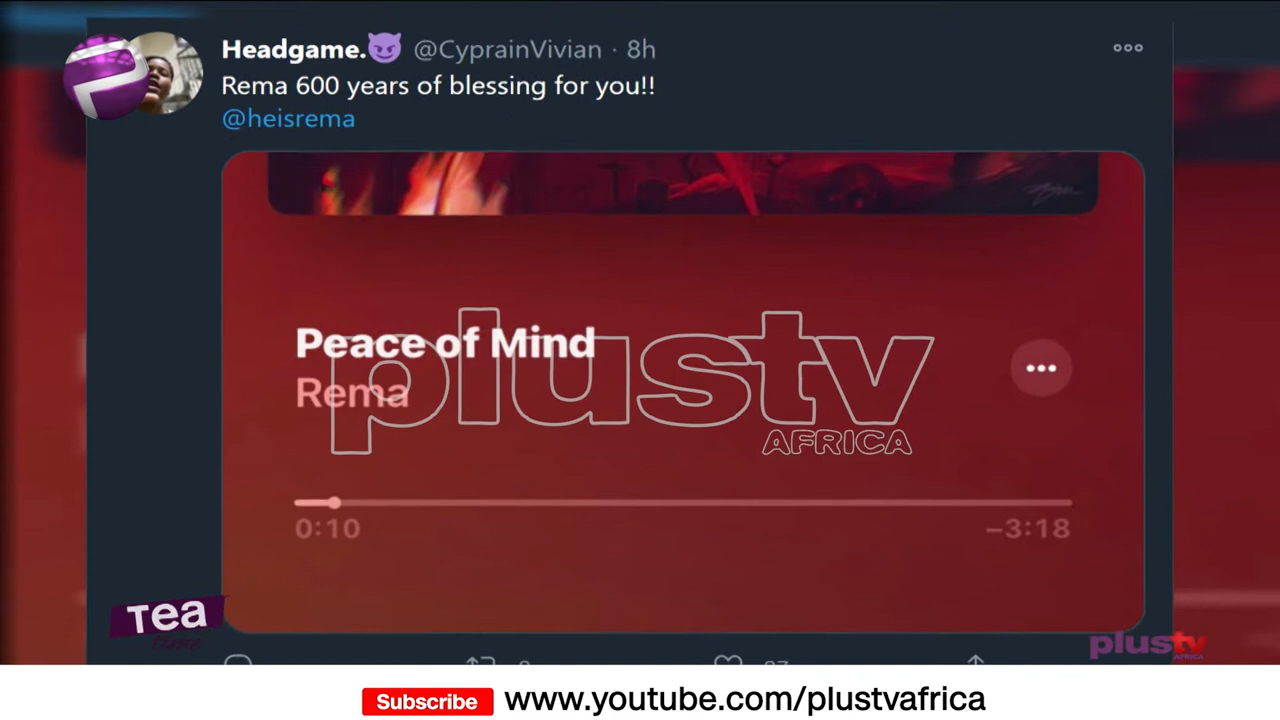 Headgame.😈 @CyprainVivian · 8h
Rema 600 years of blessing for you!!
@heisrema
Peace of Mind
Rema
plustv
AFRICA
0:10
−3:18
Tea
plustv
AFRICA
Subscribe
www.youtube.com/plustvafrica